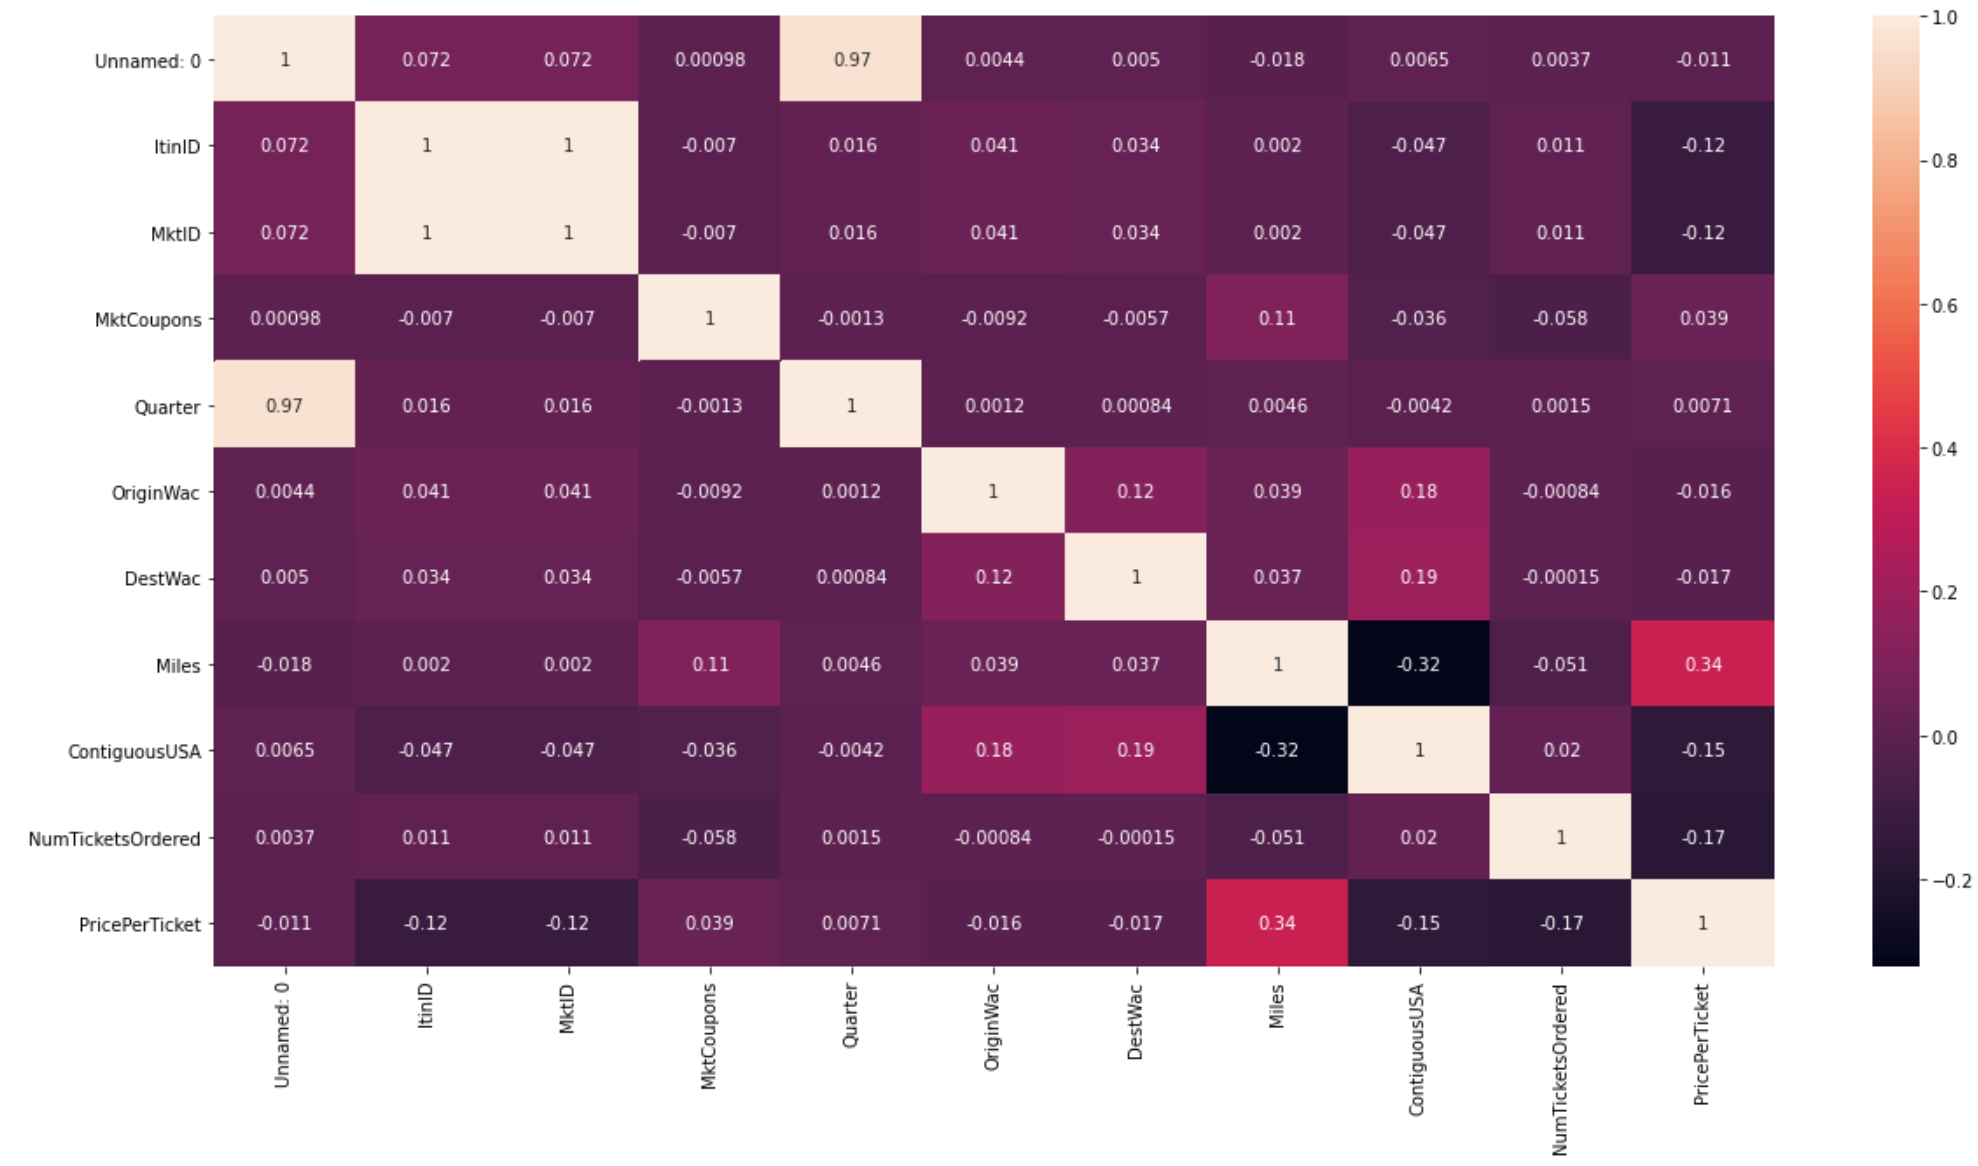 Unnamed: 0 1 0.072 0.072 0.00098 0.97 0.0044 0.005 -0.018 0.0065 0.0037 -0.011
ItinID 0.072 1 1 -0.007 0.016 0.041 0.034 0.002 -0.047 0.011 -0.12
MktID 0.072 1 1 -0.007 0.016 0.041 0.034 0.002 -0.047 0.011 -0.12
MktCoupons 0.00098 -0.007 -0.007 1 -0.0013 -0.0092 -0.0057 0.11 -0.036 -0.058 0.039
Quarter 0.97 0.016 0.016 -0.0013 1 0.0012 0.00084 0.0046 -0.0042 0.0015 0.0071
OriginWac 0.0044 0.041 0.041 -0.0092 0.0012 1 0.12 0.039 0.18 -0.00084 -0.016
DestWac 0.005 0.034 0.034 -0.0057 0.00084 0.12 1 0.037 0.19 -0.00015 -0.017
Miles -0.018 0.002 0.002 0.11 0.0046 0.039 0.037 1 -0.32 -0.051 0.34
ContiguousUSA 0.0065 -0.047 -0.047 -0.036 -0.0042 0.18 0.19 -0.32 1 0.02 -0.15
NumTicketsOrdered 0.0037 0.011 0.011 -0.058 0.0015 -0.00084 -0.00015 -0.051 0.02 1 -0.17
PricePerTicket -0.011 -0.12 -0.12 0.039 0.0071 -0.016 -0.017 0.34 -0.15 -0.17 1
Unnamed: 0
ItinID
MktID
MktCoupons
Quarter
OriginWac
DestWac
Miles
ContiguousUSA
NumTicketsOrdered
PricePerTicket
1.0
0.8
0.6
0.4
0.2
0.0
−0.2